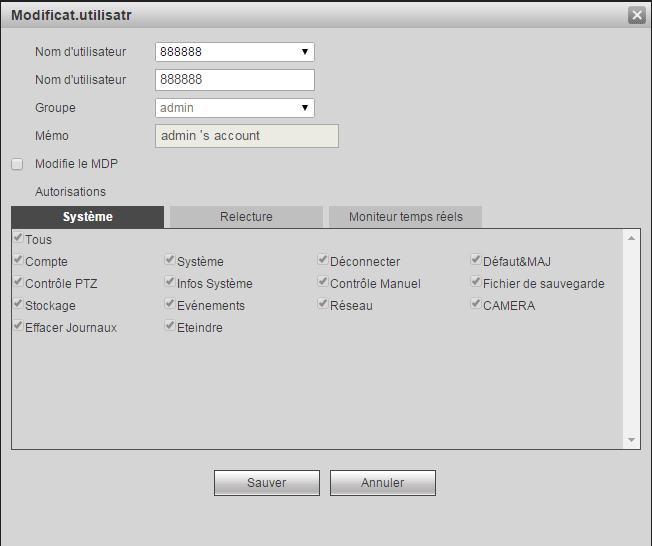 Modificat.utilisatr
Nom d'utilisateur 888888
Nom d'utilisateur 888888
Groupe admin
Mémo admin 's account
Modifie le MDP
Autorisations
Système Relecture Moniteur temps réels
Tous
Compte Système Déconnecter Défaut&MAJ
Contrôle PTZ Infos Système Contrôle Manuel Fichier de sauvegarde
Stockage Evénements Réseau CAMERA
Effacer Journaux Eteindre
Sauver Annuler